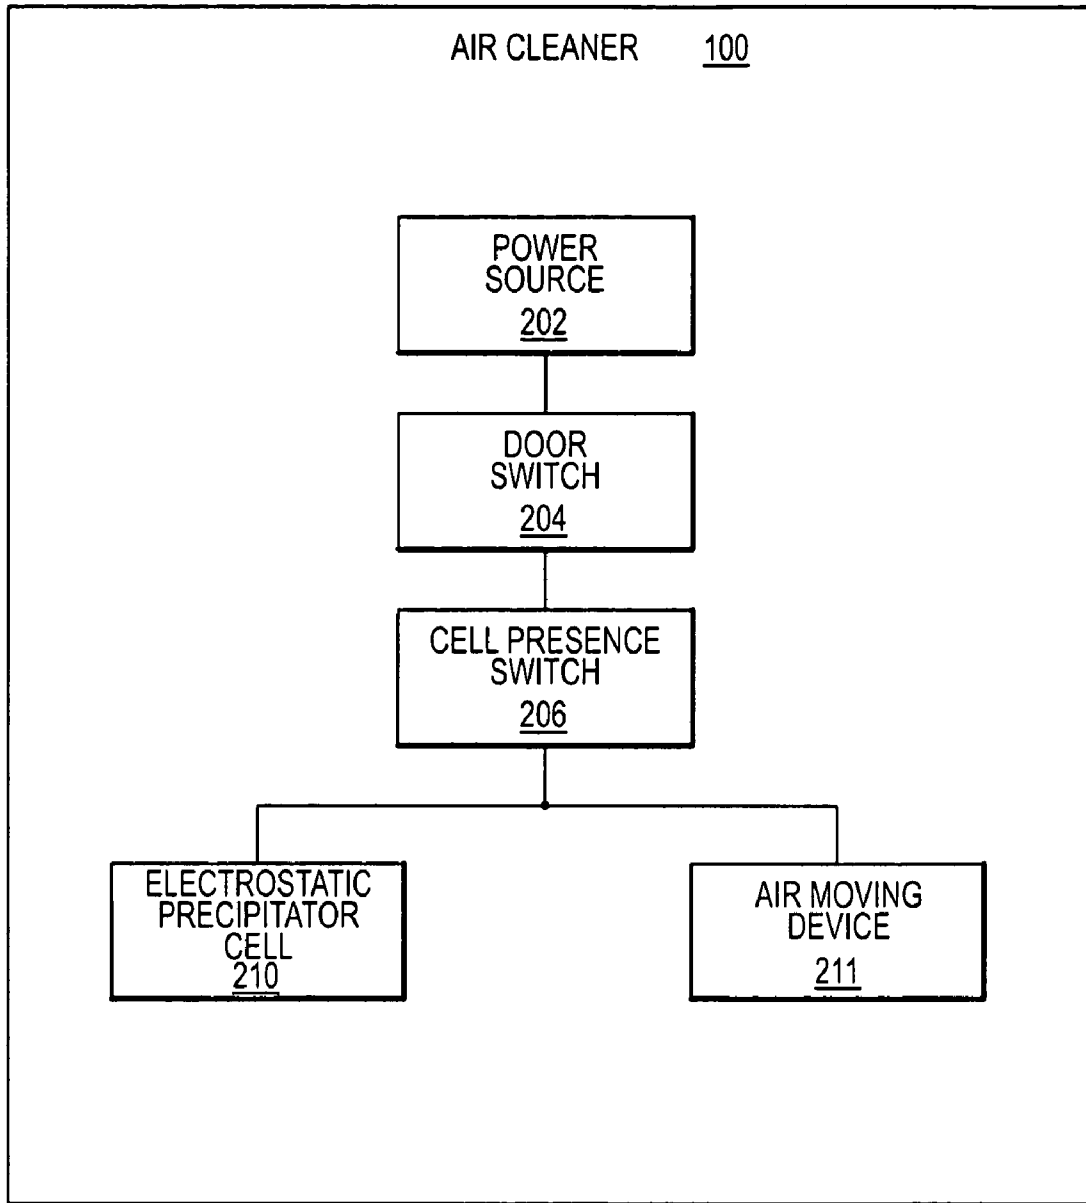 AIR CLEANER 100
POWER
SOURCE
202
DOOR
SWITCH
204
CELL PRESENCE
SWITCH
206
ELECTROSTATIC
PRECIPITATOR
CELL
210
AIR MOVING
DEVICE
211